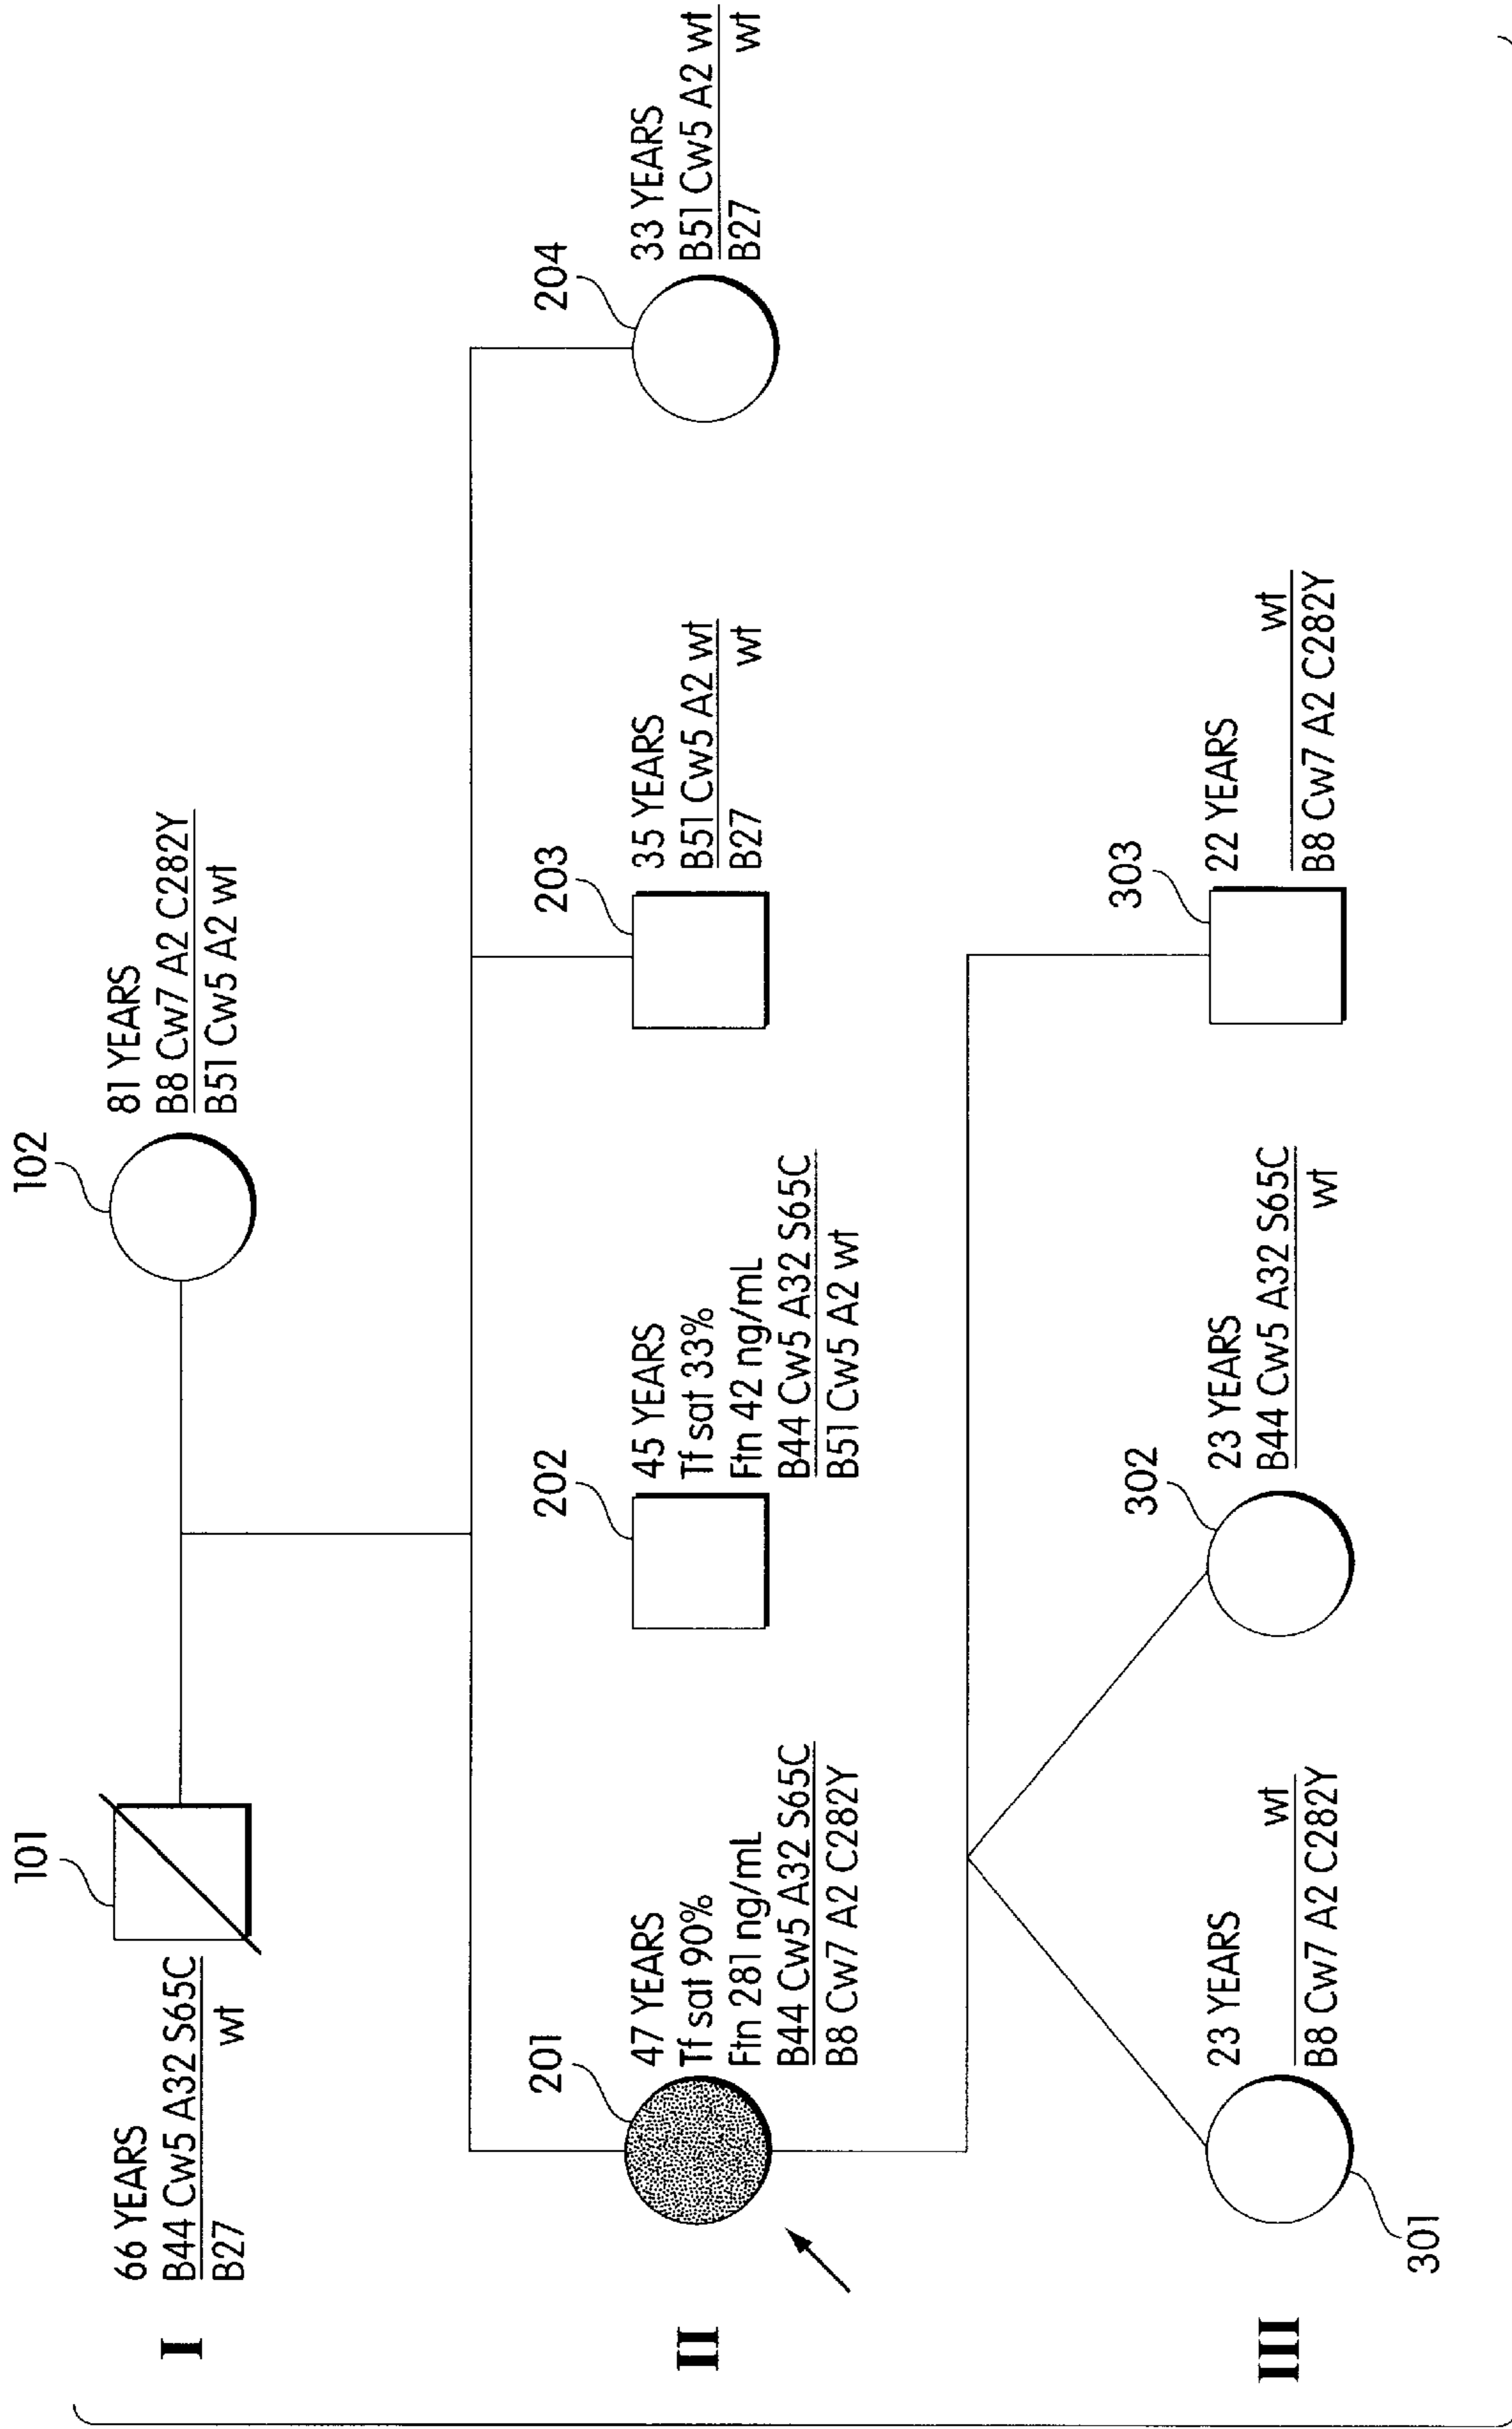 I
101
66 YEARS
B44 Cw5 A32 S65C
B27 wt
102
81 YEARS
B8 Cw7 A2 C282Y
B51 Cw5 A2 wt
II
201
47 YEARS
Tf sat 90%
Ftn 281 ng/mL
B44 Cw5 A32 S65C
B8 Cw7 A2 C282Y
202
45 YEARS
Tf sat 33%
Ftn 42 ng/mL
B44 Cw5 A32 S65C
B51 Cw5 A2 wt
203
35 YEARS
B51 Cw5 A2 wt
B27 wt
204
33 YEARS
B51 Cw5 A2 wt
B27 wt
III
301
23 YEARS
wt
B8 Cw7 A2 C282Y
302
23 YEARS
B44 Cw5 A32 S65C
wt
303
22 YEARS
wt
B8 Cw7 A2 C282Y